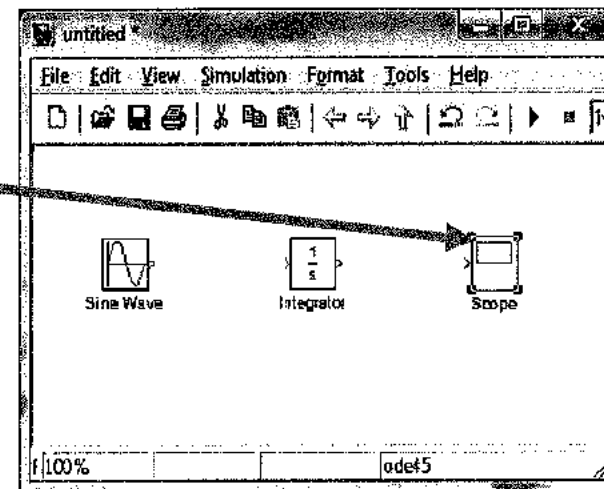 untitled *
File Edit View Simulation Format Tools Help
1
s
Sine Wave Integrator Scope
100% ode45